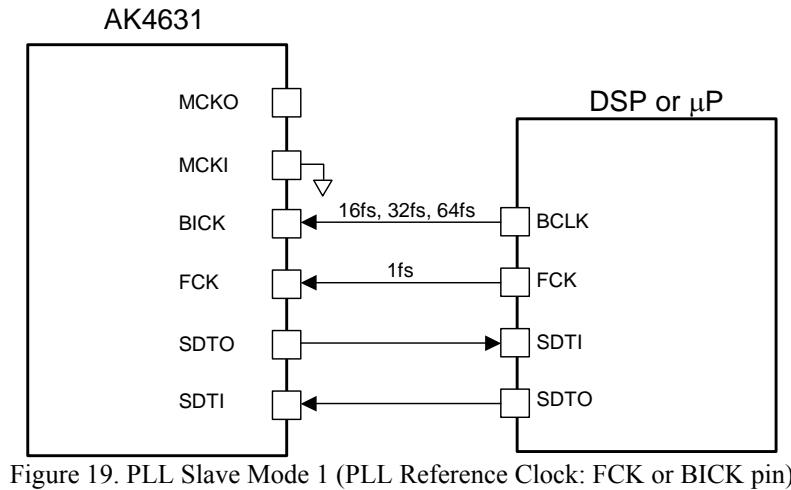 AK4631
DSP or μP
MCKO
MCKI
BICK
16fs, 32fs, 64fs
BCLK
FCK
1fs
FCK
SDTO
SDTI
SDTI
SDTO
Figure 19. PLL Slave Mode 1 (PLL Reference Clock: FCK or BICK pin)